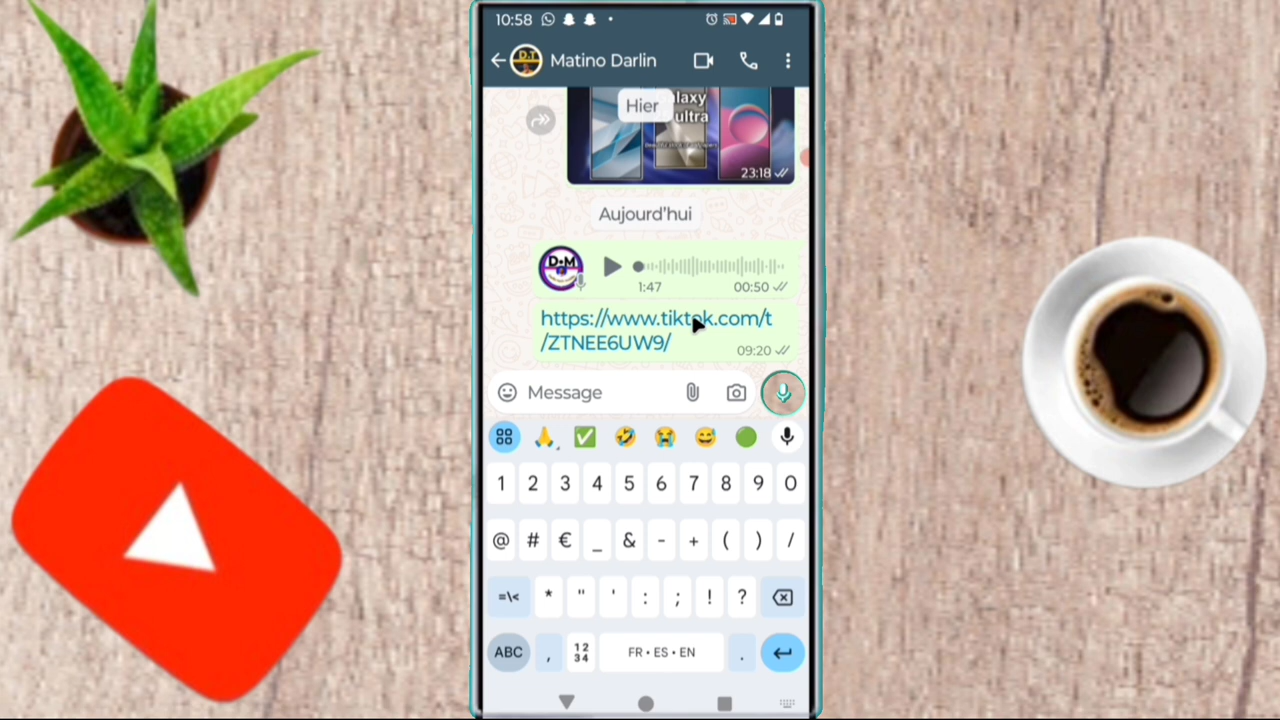 10:58
Matino Darlin
Hier
laxy
ultra
23:18
Aujourd'hui
D.M
1:47 00:50
https://www.tiktok.com/t
/ZTNEE6UW9/
09:20
Message
1 2 3 4 5 6 7 8 9 0
@ # € _ & - + ( ) /
=\< * " ' : ; ! ?
ABC , 12 34 FR • ES • EN .